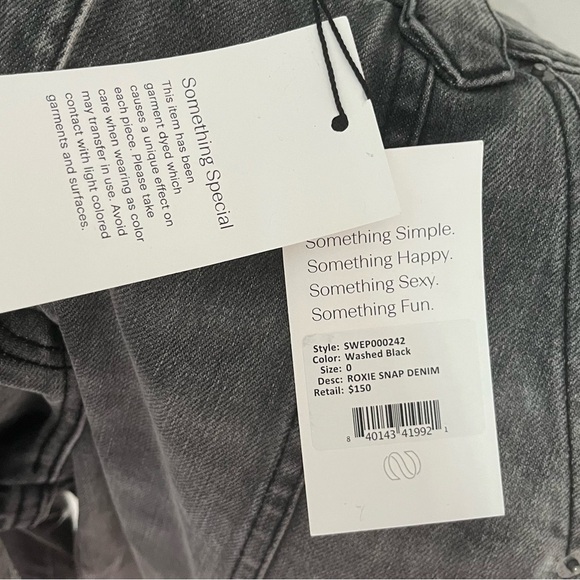 Something Special
This item has been
garment dyed which
causes a unique effect on
each piece. Please take
care when wearing as color
may transfer in use. Avoid
contact with light colored
garments and surfaces.
Something Simple.
Something Happy.
Something Sexy.
Something Fun.
Style: SWEP000242
Color: Washed Black
Size: 0
Desc: ROXIE SNAP DENIM
Retail: $150
8 40143 41992 1